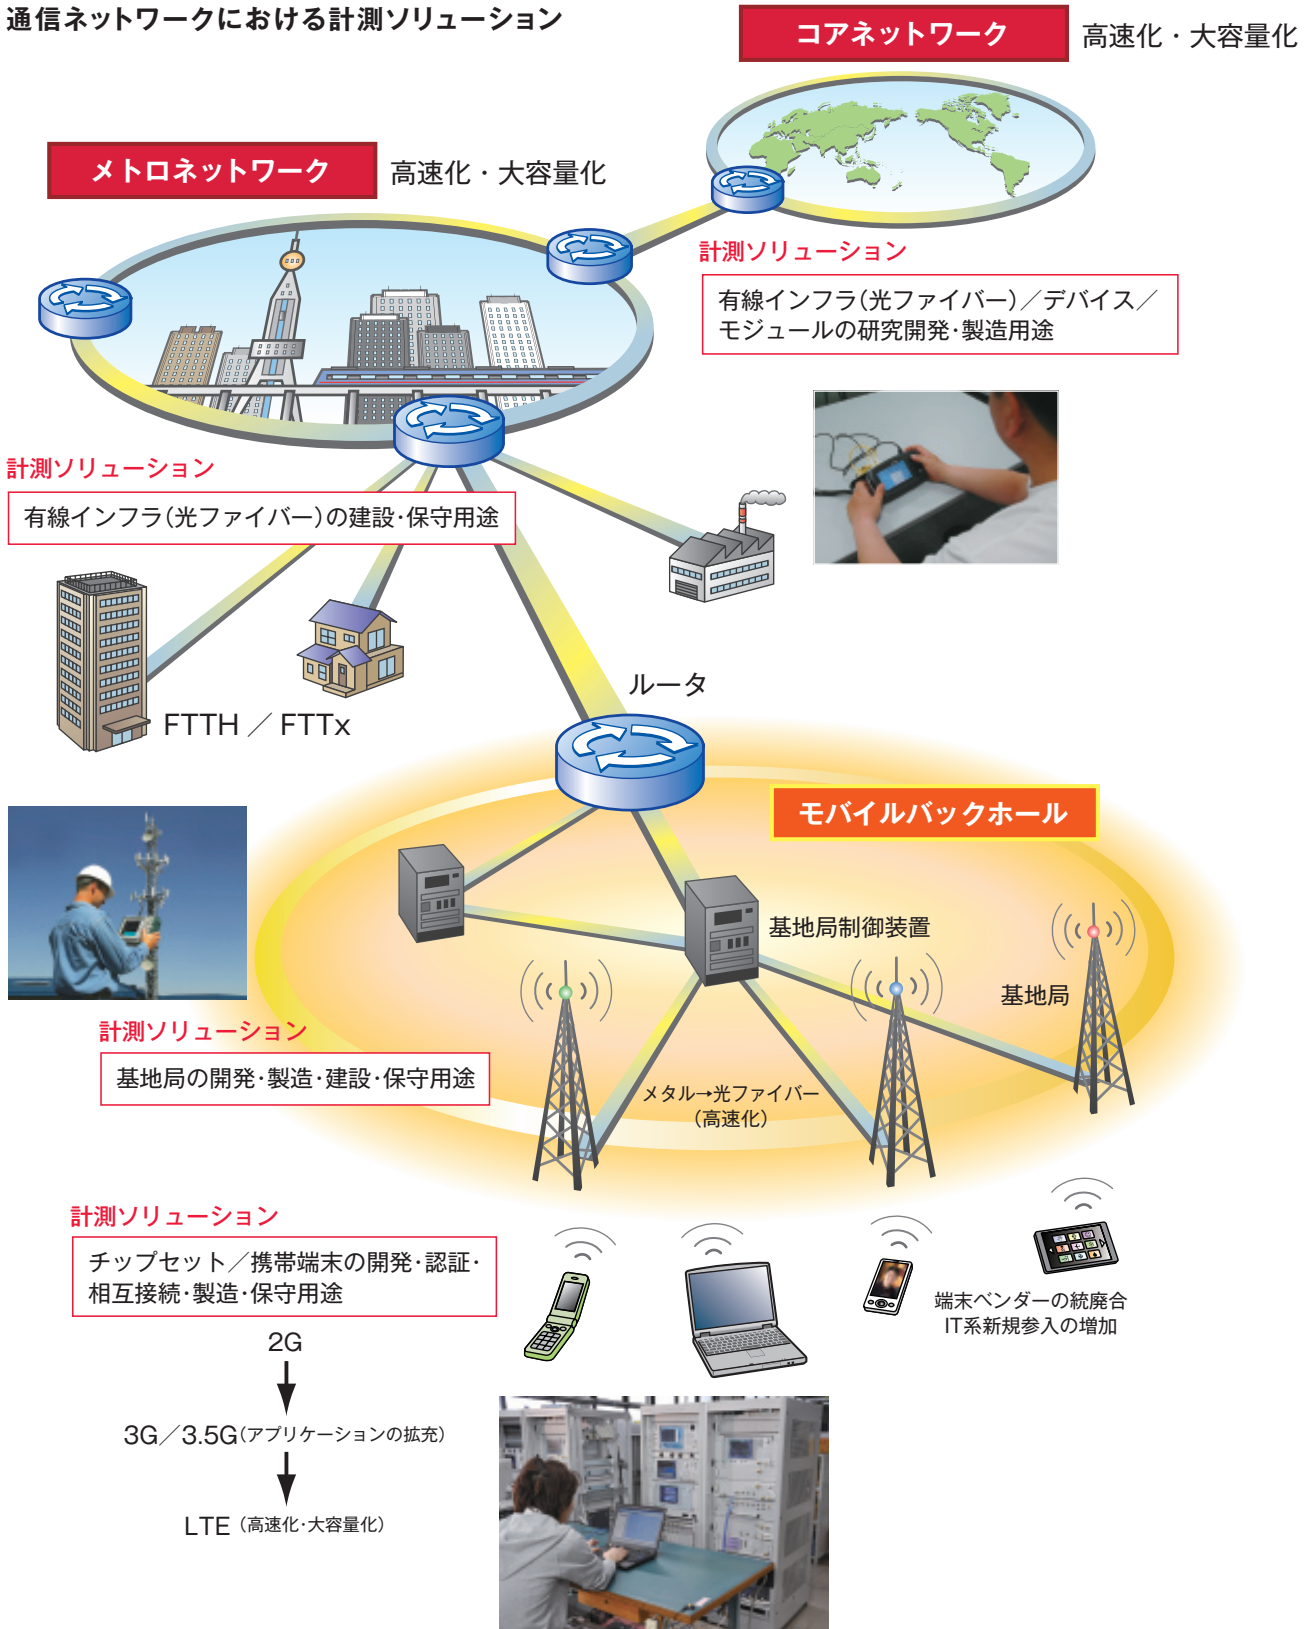 通信ネットワークにおける計測ソリューション
コアネットワーク
高速化・大容量化
メトロネットワーク
高速化・大容量化
計測ソリューション
有線インフラ(光ファイバー)／デバイス／
モジュールの研究開発・製造用途
計測ソリューション
有線インフラ(光ファイバー)の建設・保守用途
FTTH ／ FTTx
ルータ
モバイルバックホール
基地局制御装置
基地局
計測ソリューション
基地局の開発・製造・建設・保守用途
メタル→光ファイバー
(高速化)
計測ソリューション
チップセット／携帯端末の開発・認証・
相互接続・製造・保守用途
端末ベンダーの統廃合
IT系新規参入の増加
2G
3G／3.5G(アプリケーションの拡充)
LTE (高速化・大容量化)